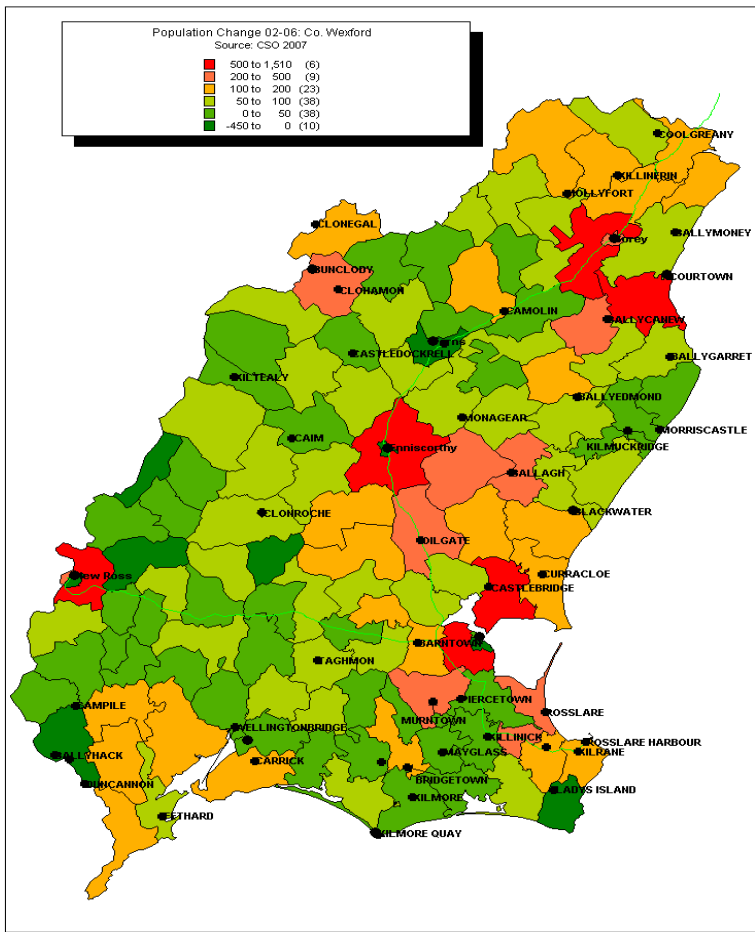 Population Change 02-06: Co. Wexford
Source: CSO 2007
500 to 1,510 (6)
200 to 500 (9)
100 to 200 (23)
50 to 100 (38)
0 to 50 (38)
-450 to 0 (10)
COOLGREANY
KILLINERIN
HOLLYFORT
CLONEGAL
BALLYMONEY
Gorey
BUNCLODY
COURTOWN
CLOHAMON
CAMOLIN
BALLYCANEW
Ferns
CASTLEDOCKRELL
BALLYGARRET
KILTEALY
BALLYEDMOND
MONAGEAR
MORRISCASTLE
CAIM
KILMUCKRIDGE
Enniscorthy
BALLAGH
CLONROCHE
BLACKWATER
OILGATE
New Ross
CURRACLOE
CASTLEBRIDGE
BARNTOWN
TAGHMON
PIERCETOWN
CAMPILE
ROSSLARE
MURNTOWN
WELLINGTONBRIDGE
KILLINICK
ROSSLARE HARBOUR
BALLYHACK
MAYGLASS
KILRANE
CARRICK
BRIDGETOWN
DUNCANNON
LADYS ISLAND
KILMORE
FETHARD
KILMORE QUAY